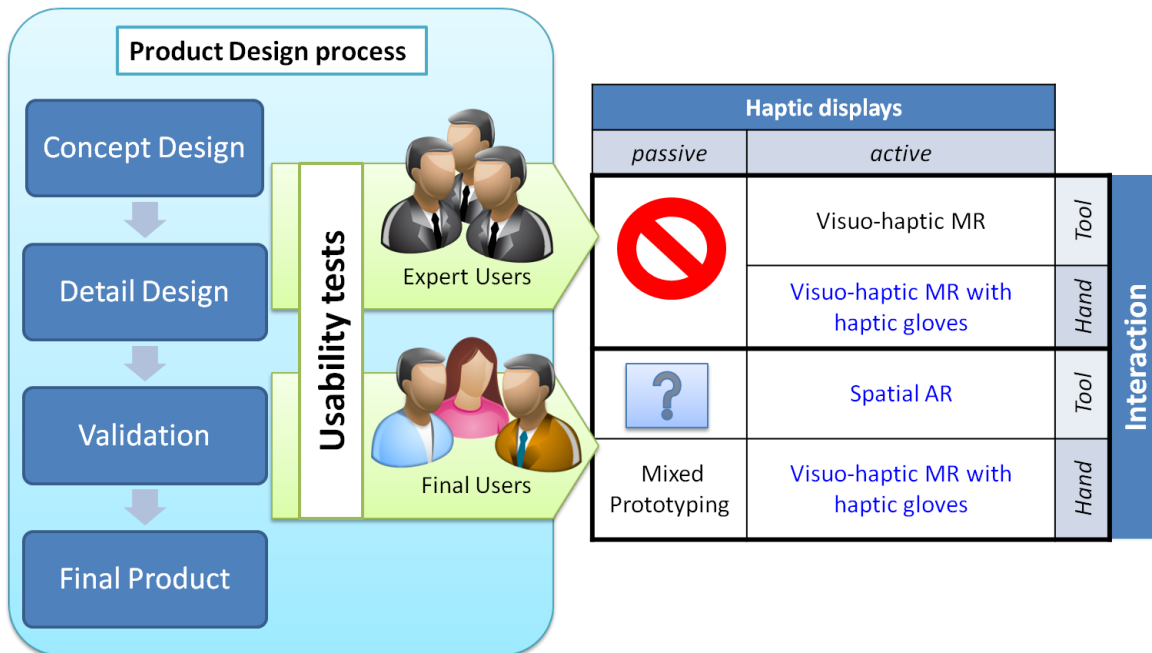 Product Design process
Concept Design
Detail Design
Validation
Final Product
Usability tests
Expert Users
Final Users
Haptic displays
passive
active
Visuo-haptic MR
Tool
Visuo-haptic MR with
haptic gloves
Hand
?
Spatial AR
Tool
Mixed
Prototyping
Visuo-haptic MR with
haptic gloves
Hand
Interaction